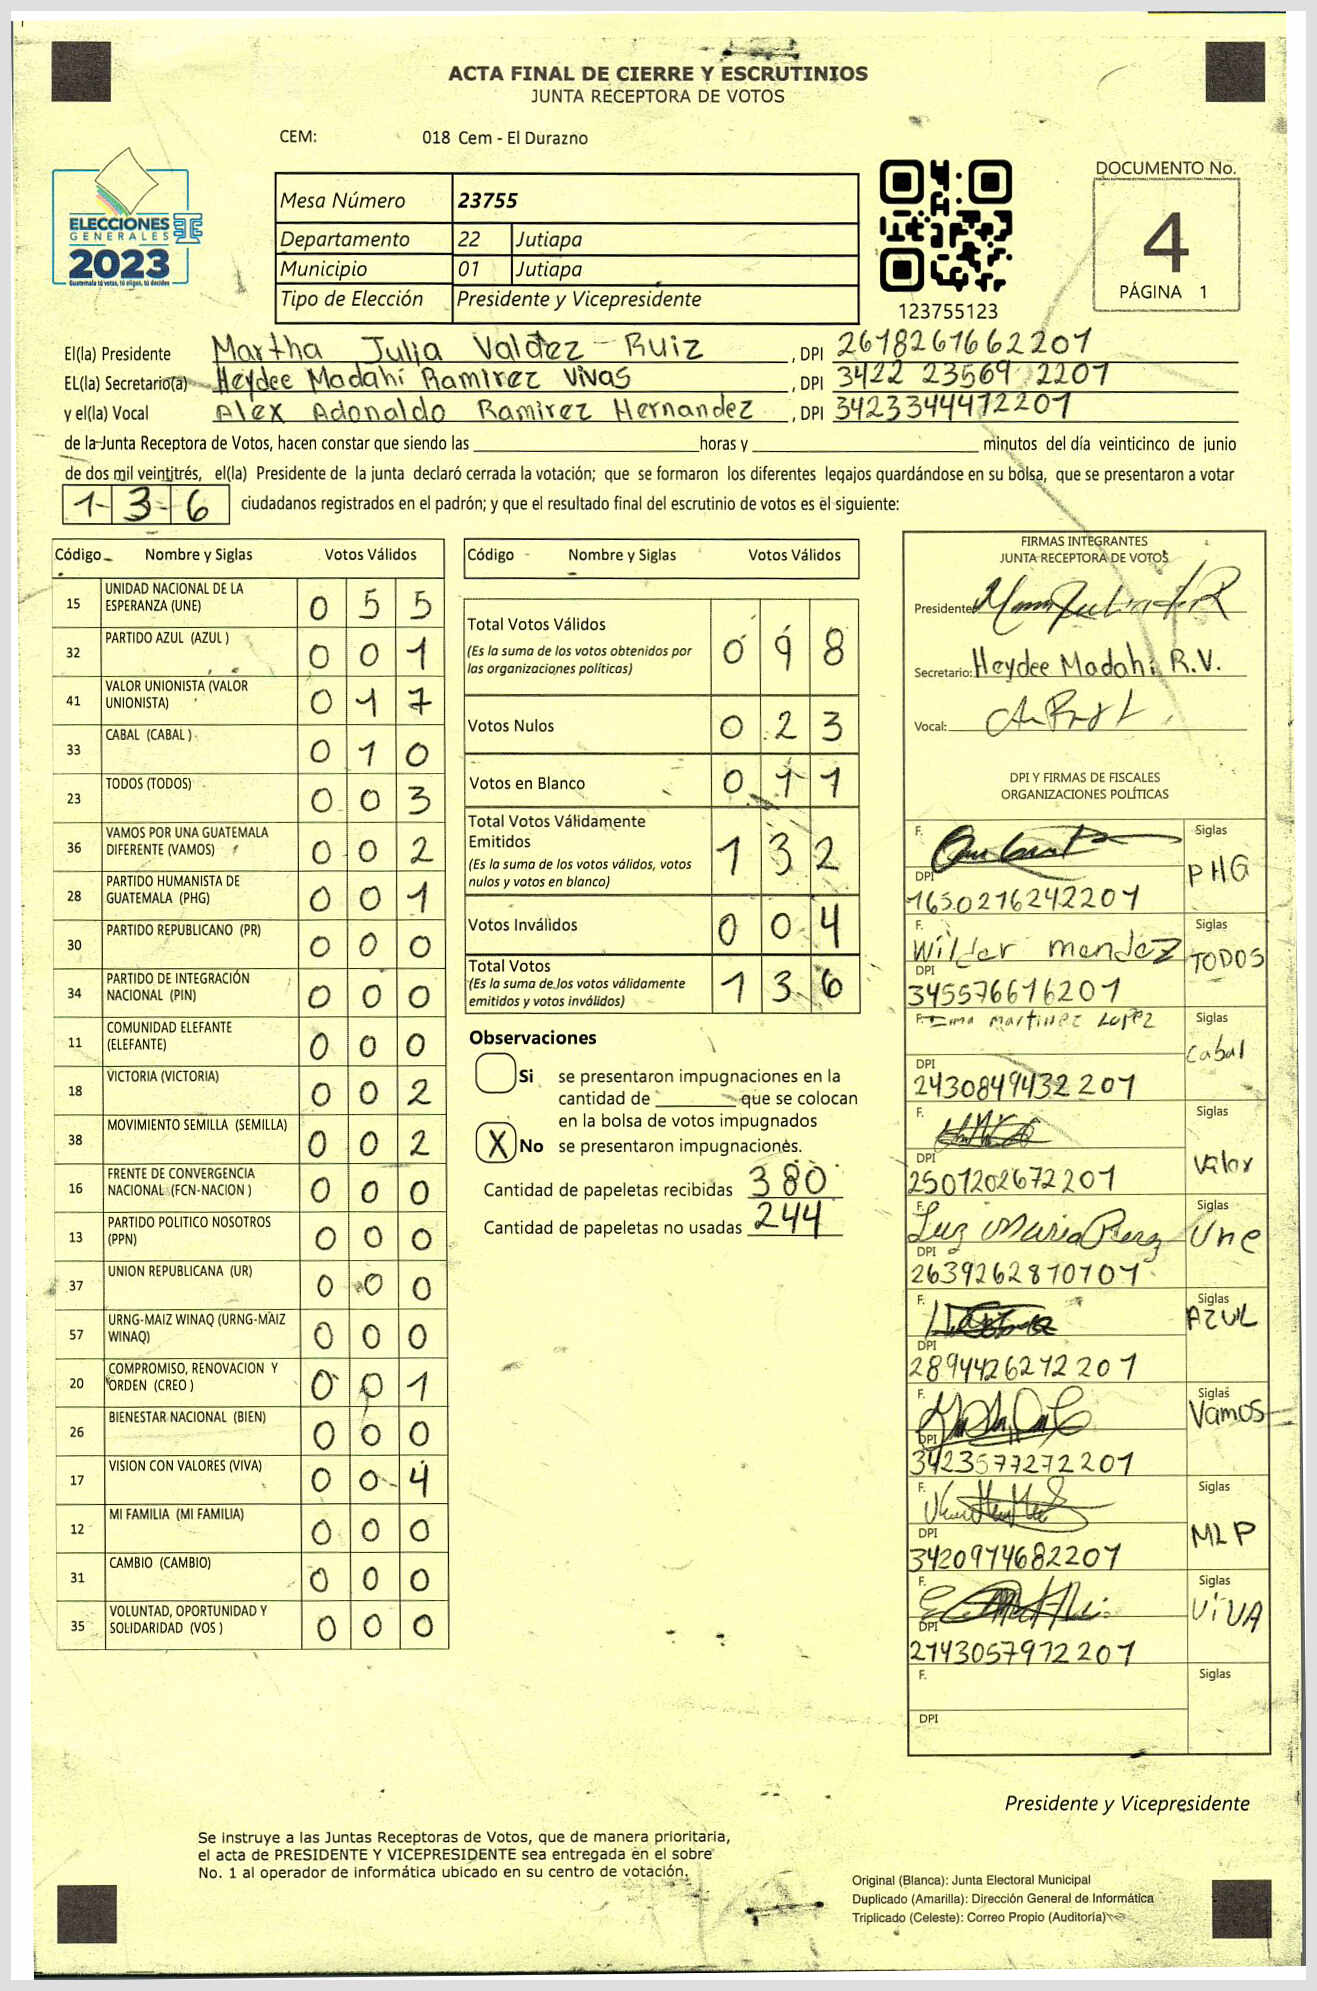 ACTA FINAL DE CIERRE Y ESCRUTINIOS
JUNTA RECEPTORA DE VOTOS
CEM: 018 Cem - El Durazno
ELECCIONES
GENERALES
2023
Guatemala tú votas, tú eliges, tú decides
Mesa Número 23755
Departamento 22 Jutiapa
Municipio 01 Jutiapa
Tipo de Elección Presidente y Vicepresidente
123755123
DOCUMENTO No.
4
PÁGINA 1
El(la) Presidente Martha Julia Valdez Ruiz , DPI 2618261662201
EL(la) Secretario(a) Heydee Madahí Ramirez Vivas , DPI 3422 23569 2201
y el(la) Vocal Alex Adonaldo Ramirez Hernandez , DPI 3423344472201
de la Junta Receptora de Votos, hacen constar que siendo las horas y minutos del día veinticinco de junio
de dos mil veintitrés, el(la) Presidente de la junta declaró cerrada la votación; que se formaron los diferentes legajos guardándose en su bolsa, que se presentaron a votar
1 3 6 ciudadanos registrados en el padrón; y que el resultado final del escrutinio de votos es el siguiente:
Código Nombre y Siglas Votos Válidos
15 UNIDAD NACIONAL DE LA
ESPERANZA (UNE) 0 5 5
32 PARTIDO AZUL (AZUL ) 0 0 1
41 VALOR UNIONISTA (VALOR
UNIONISTA) 0 1 7
33 CABAL (CABAL ) 0 1 0
23 TODOS (TODOS) 0 0 3
36 VAMOS POR UNA GUATEMALA
DIFERENTE (VAMOS) 0 0 2
28 PARTIDO HUMANISTA DE
GUATEMALA (PHG) 0 0 1
30 PARTIDO REPUBLICANO (PR) 0 0 0
34 PARTIDO DE INTEGRACIÓN
NACIONAL (PIN) 0 0 0
11 COMUNIDAD ELEFANTE
(ELEFANTE) 0 0 0
18 VICTORIA (VICTORIA) 0 0 2
38 MOVIMIENTO SEMILLA (SEMILLA) 0 0 2
16 FRENTE DE CONVERGENCIA
NACIONAL (FCN-NACION ) 0 0 0
13 PARTIDO POLITICO NOSOTROS
(PPN) 0 0 0
37 UNION REPUBLICANA (UR) 0 0 0
57 URNG-MAIZ WINAQ (URNG-MAIZ
WINAQ) 0 0 0
20 COMPROMISO, RENOVACION Y
ORDEN (CREO ) 0 0 1
26 BIENESTAR NACIONAL (BIEN) 0 0 0
17 VISION CON VALORES (VIVA) 0 0 4
12 MI FAMILIA (MI FAMILIA) 0 0 0
31 CAMBIO (CAMBIO) 0 0 0
35 VOLUNTAD, OPORTUNIDAD Y
SOLIDARIDAD (VOS ) 0 0 0
Código Nombre y Siglas Votos Válidos
Total Votos Válidos
(Es la suma de los votos obtenidos por
las organizaciones políticas) 0 9 8
Votos Nulos 0 2 3
Votos en Blanco 0 1 1
Total Votos Válidamente
Emitidos
(Es la suma de los votos válidos, votos
nulos y votos en blanco) 1 3 2
Votos Inválidos 0 0 4
Total Votos
(Es la suma de los votos válidamente
emitidos y votos inválidos) 1 3 6
Observaciones
Si se presentaron impugnaciones en la
cantidad de que se colocan
en la bolsa de votos impugnados
X No se presentaron impugnaciones.
Cantidad de papeletas recibidas 380
Cantidad de papeletas no usadas 244
FIRMAS INTEGRANTES
JUNTA RECEPTORA DE VOTOS
Presidente:
Secretario: Heydee Madahi R.V.
Vocal:
DPI Y FIRMAS DE FISCALES
ORGANIZACIONES POLÍTICAS
F. Siglas
PHG
DPI
1650216242201
F. Wilder mendez Siglas
TODOS
DPI
345576616201
F. martinez Lopez Siglas
Cabal
DPI
2430849432201
F. Siglas
Valor
DPI
2501202672201
F. Luz Maria Perez Siglas
Une
DPI
2639262810101
F. Siglas
AZUL
DPI
2894426272201
F. Siglas
Vamos
DPI
3423577272201
F. Siglas
MLP
DPI
3420914682201
F. Siglas
ViVA
DPI
2743057972201
F. Siglas
DPI
Presidente y Vicepresidente
Se instruye a las Juntas Receptoras de Votos, que de manera prioritaria,
el acta de PRESIDENTE Y VICEPRESIDENTE sea entregada en el sobre
No. 1 al operador de informática ubicado en su centro de votación.
Original (Blanca): Junta Electoral Municipal
Duplicado (Amarilla): Dirección General de Informática
Triplicado (Celeste): Correo Propio (Auditoría)